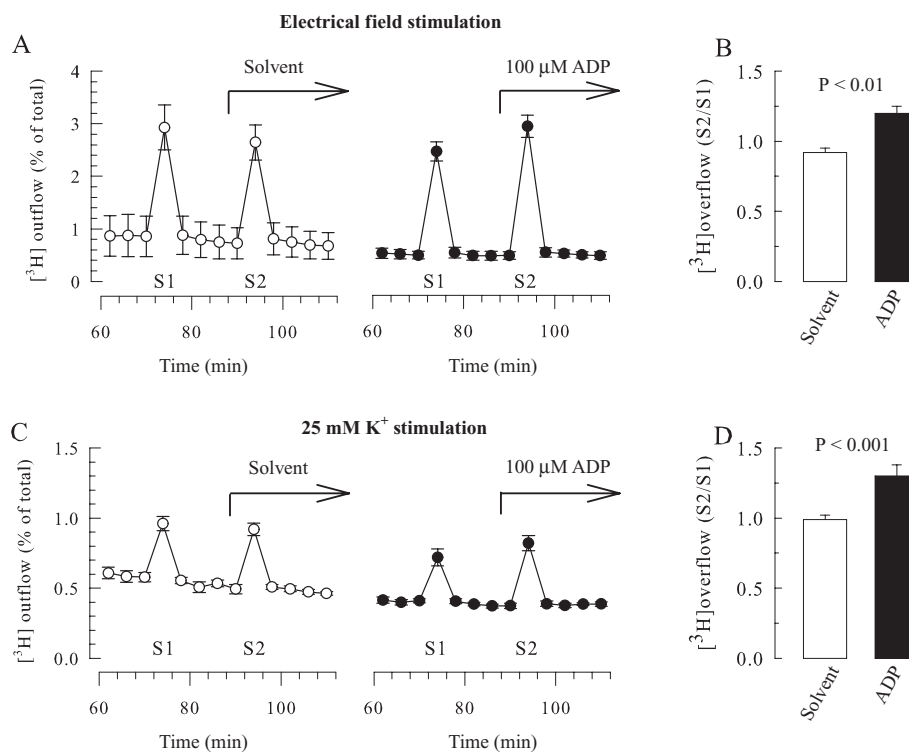 Electrical field stimulation
A
[³H] outflow (% of total)
4
3
2
1
0
Solvent
S1 S2
60 80 100
Time (min)
100 μM ADP
S1 S2
60 80 100
Time (min)
B
[³H]overflow (S2/S1)
1.5
1.0
0.5
0.0
P < 0.01
Solvent
ADP
25 mM K⁺ stimulation
C
[³H] outflow (% of total)
1.5
1.0
0.5
0.0
Solvent
S1 S2
60 80 100
Time (min)
100 μM ADP
S1 S2
60 80 100
Time (min)
D
[³H]overflow (S2/S1)
1.5
1.0
0.5
0.0
P < 0.001
Solvent
ADP